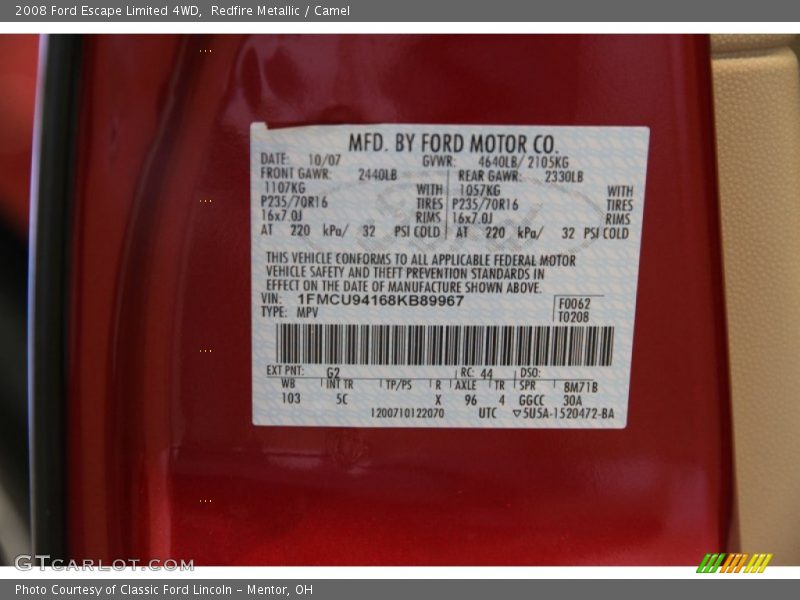 2008 Ford Escape Limited 4WD, Redfire Metallic / Camel
MFD. BY FORD MOTOR CO.
DATE: 10/07 GVWR: 4640LB/ 2105KG
FRONT GAWR: 2440LB REAR GAWR: 2330LB
1107KG WITH 1057KG WITH
P235/70R16 TIRES P235/70R16 TIRES
16x7.0J RIMS 16x7.0J RIMS
AT 220 kPa/ 32 PSI COLD AT 220 kPa/ 32 PSI COLD
THIS VEHICLE CONFORMS TO ALL APPLICABLE FEDERAL MOTOR
VEHICLE SAFETY AND THEFT PREVENTION STANDARDS IN
EFFECT ON THE DATE OF MANUFACTURE SHOWN ABOVE.
VIN: 1FMCU94168KB89967 F0062
TYPE: MPV T0208
EXT PNT: G2 RC: 44 DSO:
WB INT TR TP/PS R AXLE TR SPR 8M71B
103 5C X 96 4 GGCC 30A
1200710122070 UTC ▽5U5A-1520472-BA
GTCARLOT.COM
Photo Courtesy of Classic Ford Lincoln - Mentor, OH